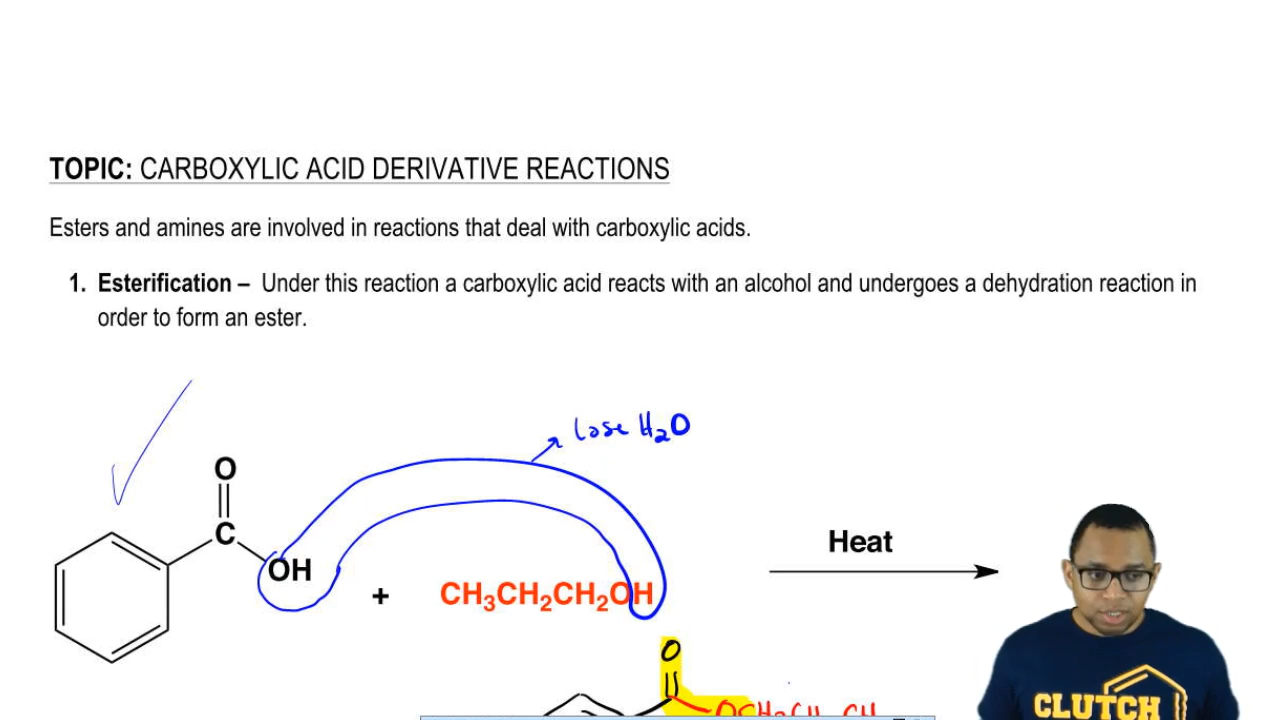 TOPIC: CARBOXYLIC ACID DERIVATIVE REACTIONS
Esters and amines are involved in reactions that deal with carboxylic acids.
1. Esterification – Under this reaction a carboxylic acid reacts with an alcohol and undergoes a dehydration reaction in
order to form an ester.
lose H₂O
O
C
OH
+
CH₃CH₂CH₂OH
Heat
O
CLUTCH